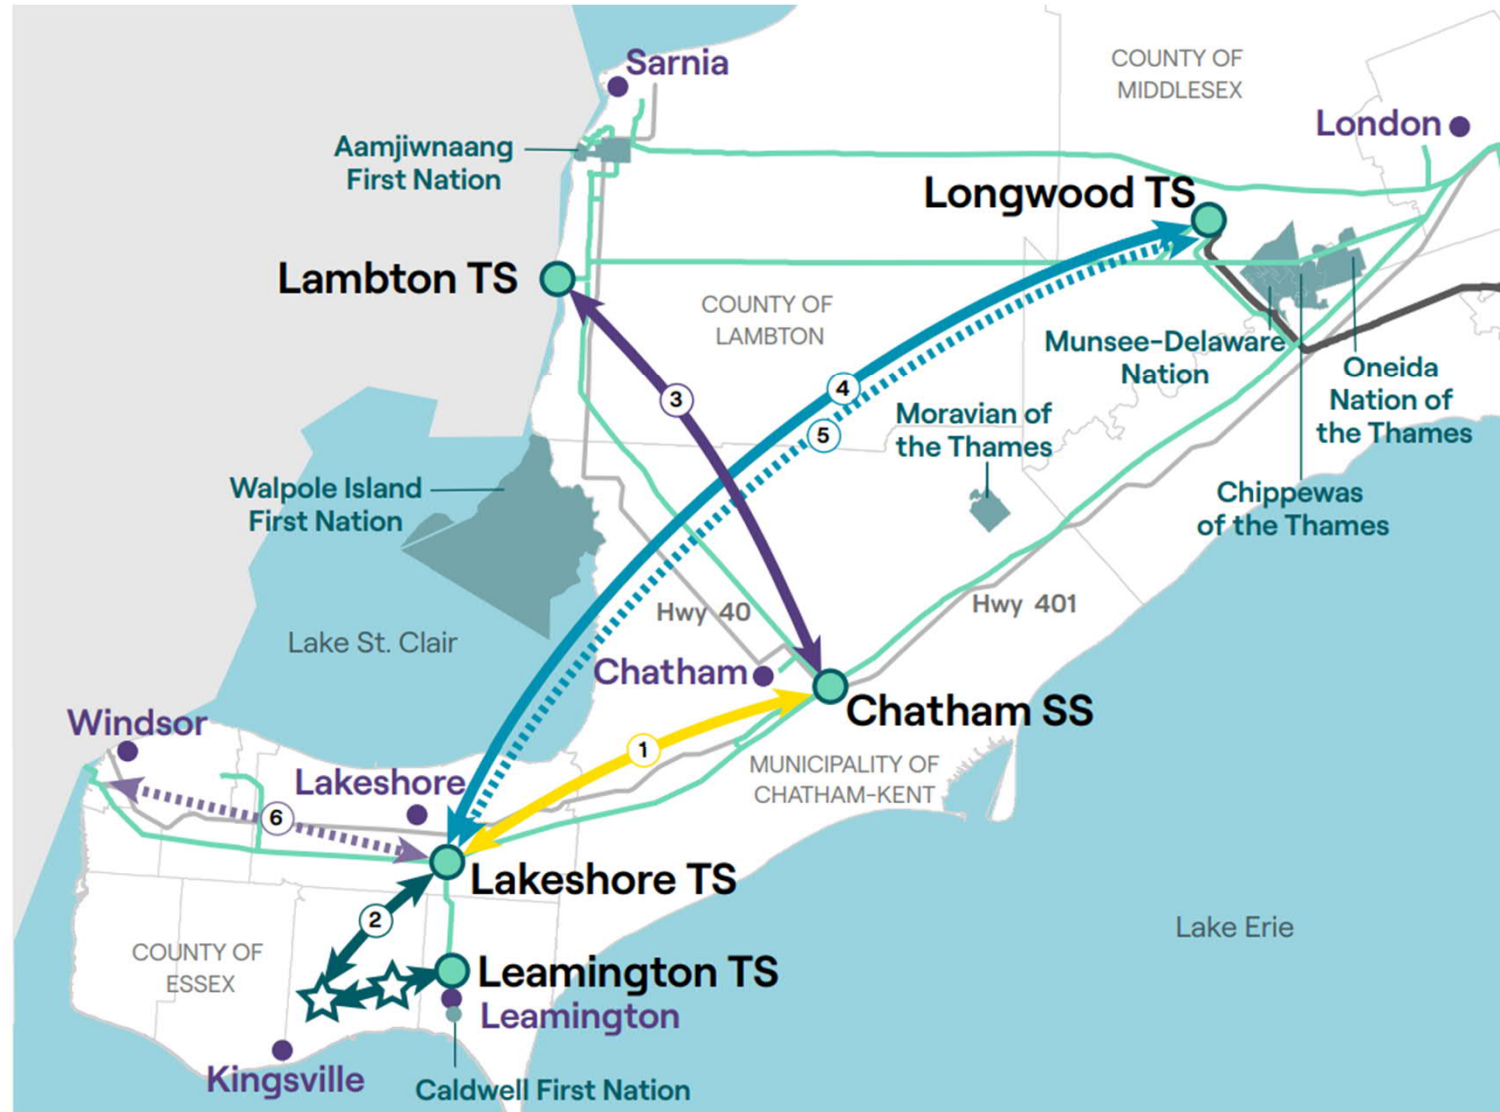 Sarnia
COUNTY OF
MIDDLESEX
London
Aamjiwnaang
First Nation
Longwood TS
Lambton TS
COUNTY OF
LAMBTON
Munsee-Delaware
Nation
Oneida
Nation of
the Thames
3
4
5
Moravian of
the Thames
Walpole Island
First Nation
Chippewas
of the Thames
Hwy 40
Hwy 401
Lake St. Clair
Chatham
Chatham SS
Windsor
1
MUNICIPALITY OF
CHATHAM-KENT
Lakeshore
6
Lakeshore TS
2
Lake Erie
COUNTY OF
ESSEX
Leamington TS
Leamington
Kingsville
Caldwell First Nation